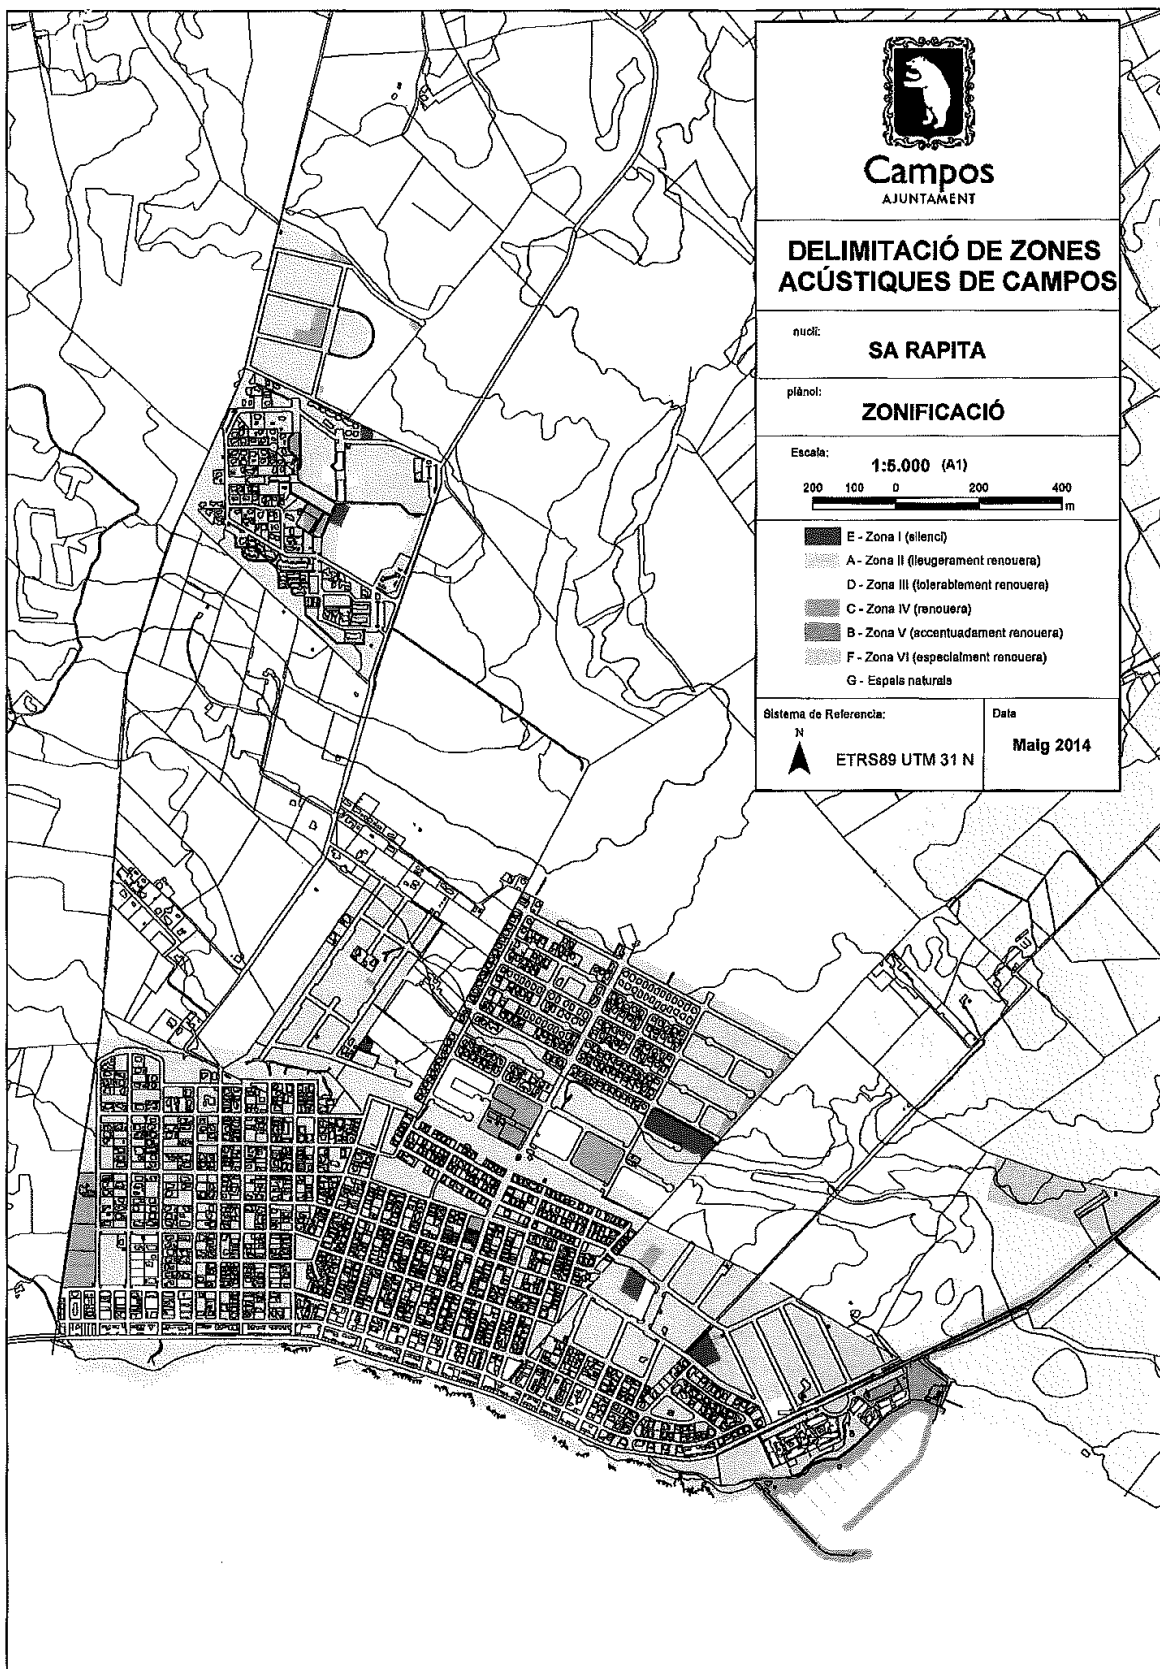 Campos
AJUNTAMENT
DELIMITACIÓ DE ZONES
ACÚSTIQUES DE CAMPOS
nucli:
SA RAPITA
plànol:
ZONIFICACIÓ
Escala:
1:5.000 (A1)
200 100 0 200 400
m
E - Zona I (silenci)
A - Zona II (lleugerament renouera)
D - Zona III (tolerablement renouera)
C - Zona IV (renouera)
B - Zona V (accentuadament renouera)
F - Zona VI (especialment renouera)
G - Espais naturals
Sistema de Referencia:
N
ETRS89 UTM 31 N
Data
Maig 2014